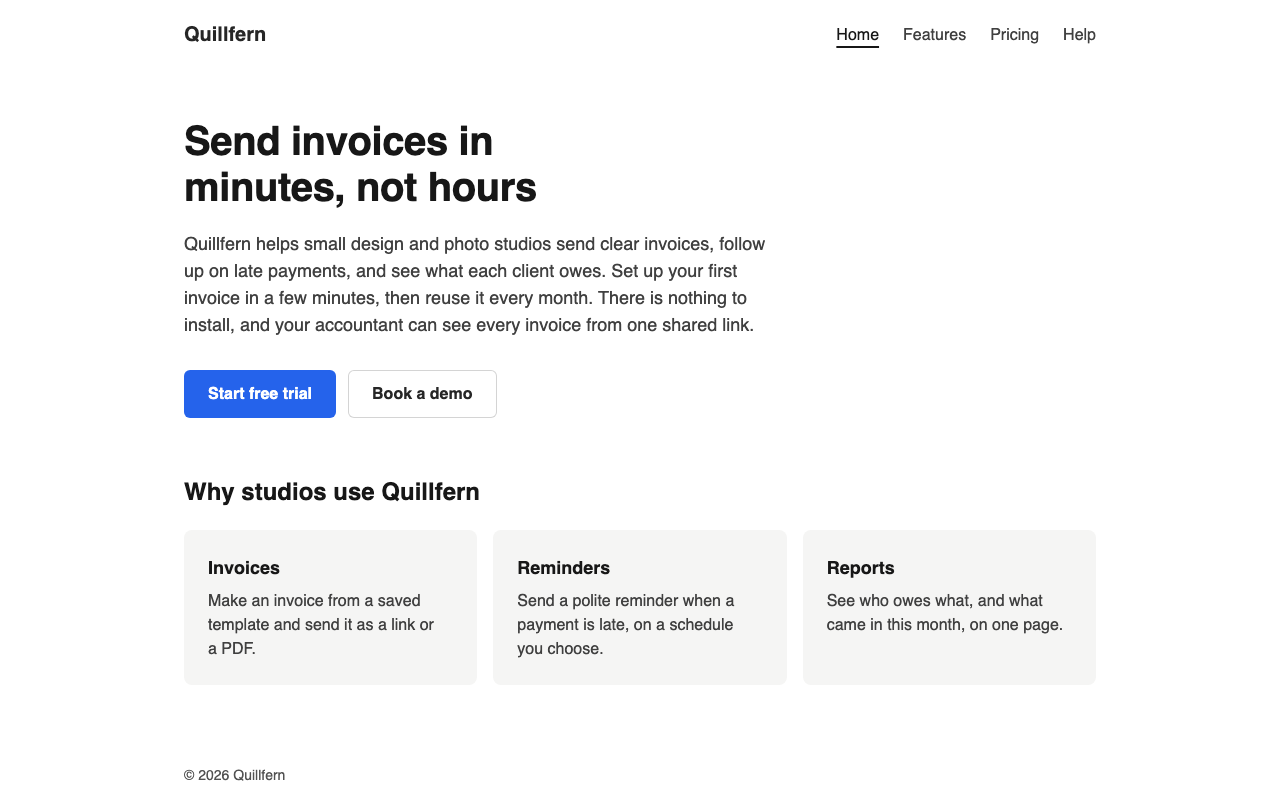 Quillfern
Home Features Pricing Help
Send invoices in
minutes, not hours
Quillfern helps small design and photo studios send clear invoices, follow
up on late payments, and see what each client owes. Set up your first
invoice in a few minutes, then reuse it every month. There is nothing to
install, and your accountant can see every invoice from one shared link.
Start free trial Book a demo
Why studios use Quillfern
Invoices
Make an invoice from a saved
template and send it as a link or
a PDF.
Reminders
Send a polite reminder when a
payment is late, on a schedule
you choose.
Reports
See who owes what, and what
came in this month, on one page.
© 2026 Quillfern